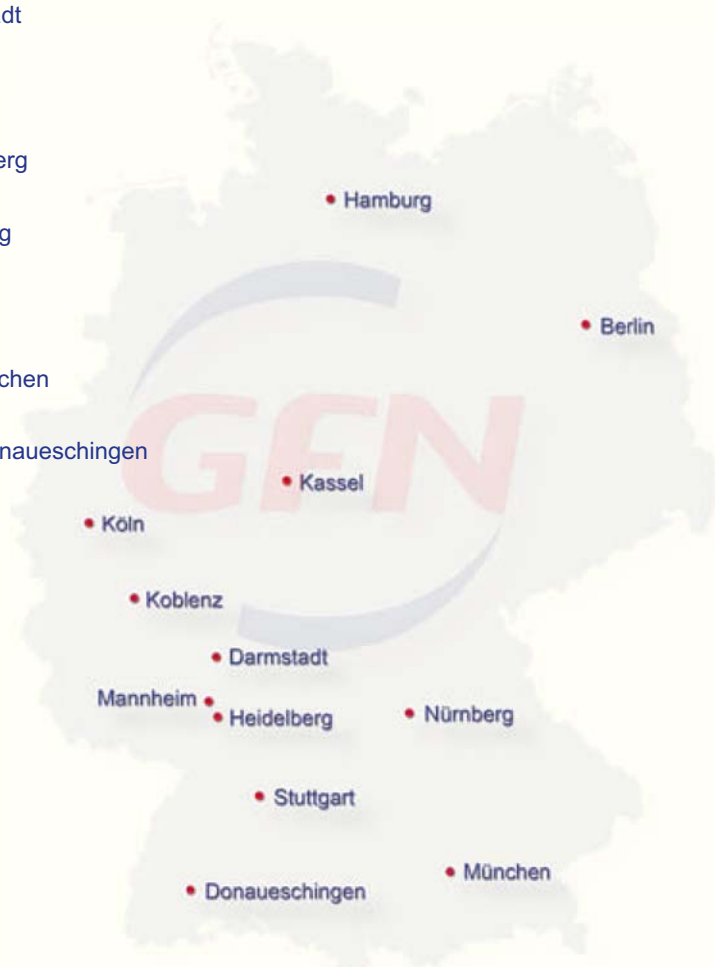 dt
erg
g
chen
naueschingen
Hamburg
Berlin
GFN
Kassel
Köln
Koblenz
Darmstadt
Mannheim
Heidelberg
Nürnberg
Stuttgart
München
Donaueschingen